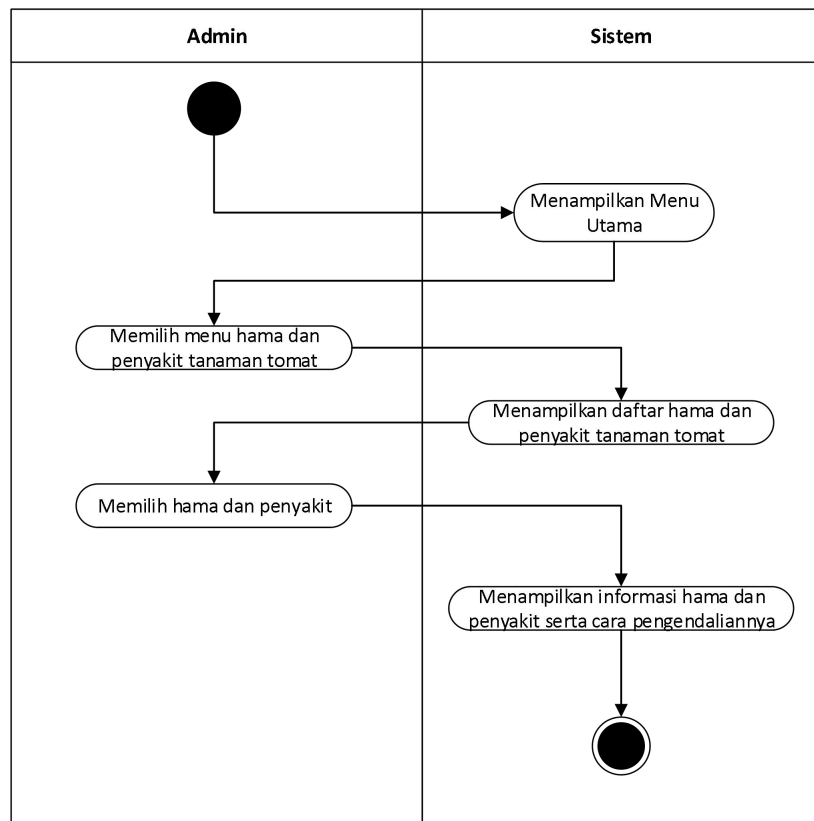 Admin
Sistem
Menampilkan Menu
Utama
Memilih menu hama dan
penyakit tanaman tomat
Menampilkan daftar hama dan
penyakit tanaman tomat
Memilih hama dan penyakit
Menampilkan informasi hama dan
penyakit serta cara pengendaliannya